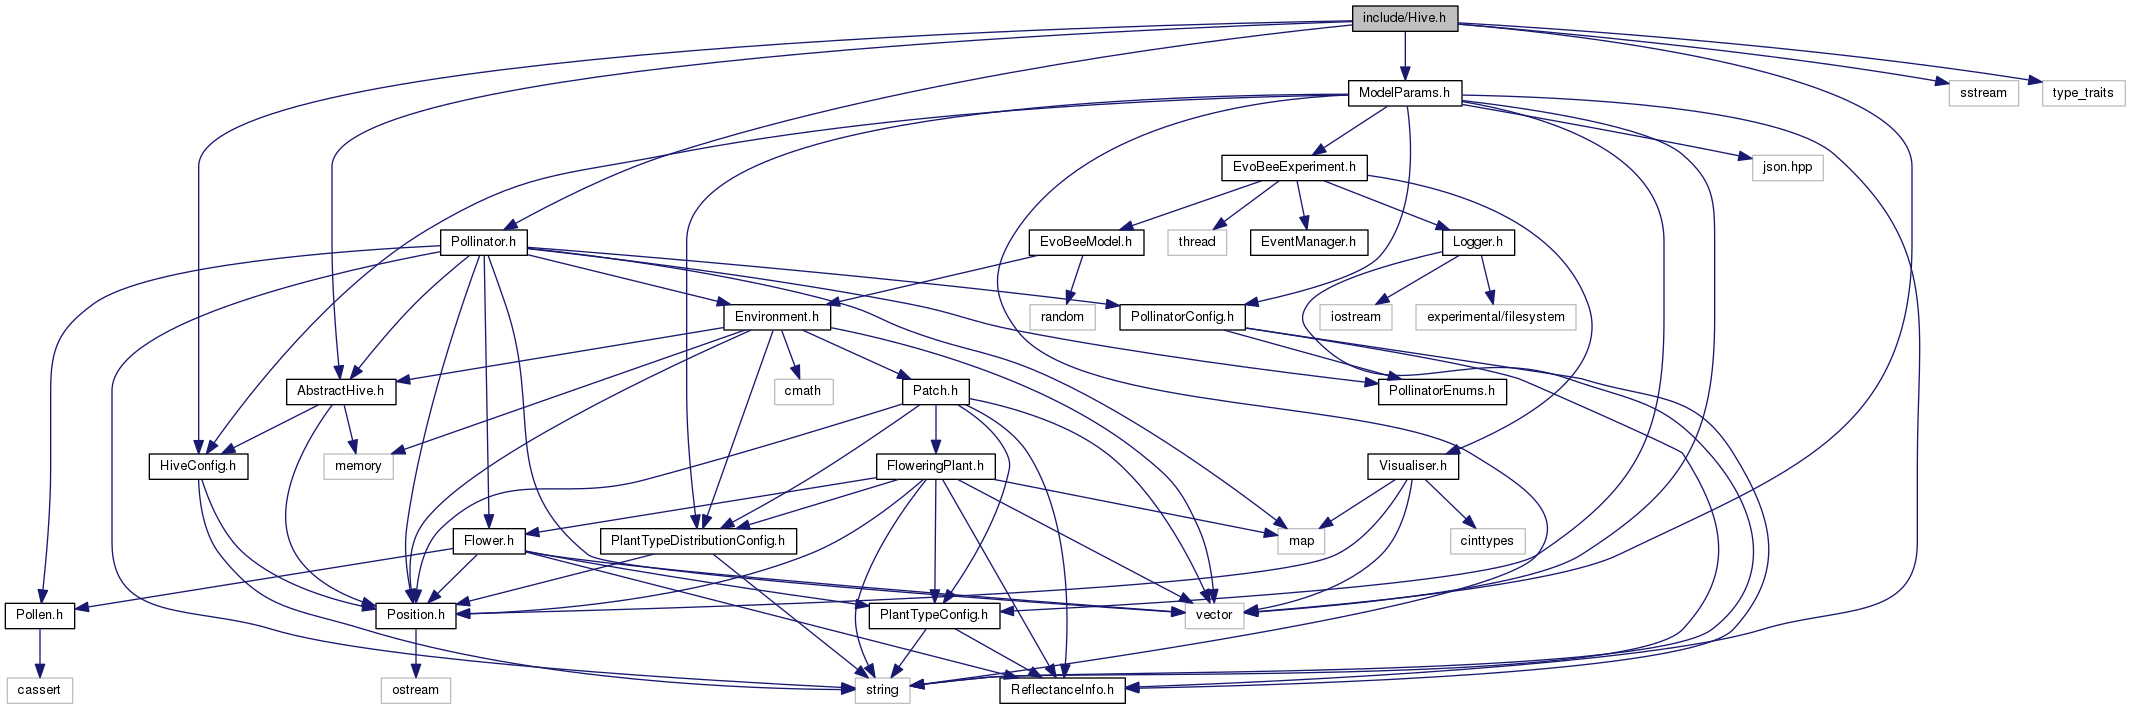 include/Hive.h
ModelParams.h
sstream
type_traits
EvoBeeExperiment.h
json.hpp
Pollinator.h
EvoBeeModel.h
thread
EventManager.h
Logger.h
Environment.h
random
PollinatorConfig.h
iostream
experimental/filesystem
AbstractHive.h
cmath
Patch.h
PollinatorEnums.h
HiveConfig.h
memory
FloweringPlant.h
Visualiser.h
Flower.h
PlantTypeDistributionConfig.h
map
cinttypes
Pollen.h
Position.h
PlantTypeConfig.h
vector
cassert
ostream
string
ReflectanceInfo.h